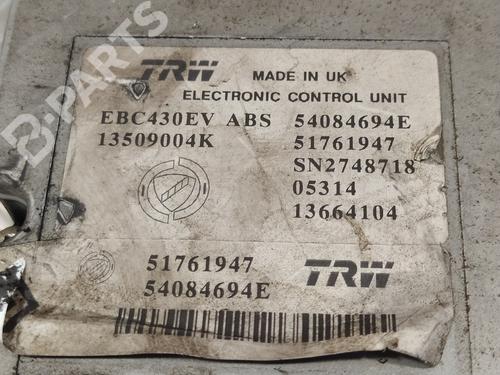 B-PARTS
TRW MADE IN UK
ELECTRONIC CONTROL UNIT
EBC430EV ABS 54084694E
13509004K 51761947
SN2748718
05314
13664104
51761947 TRW
54084694E